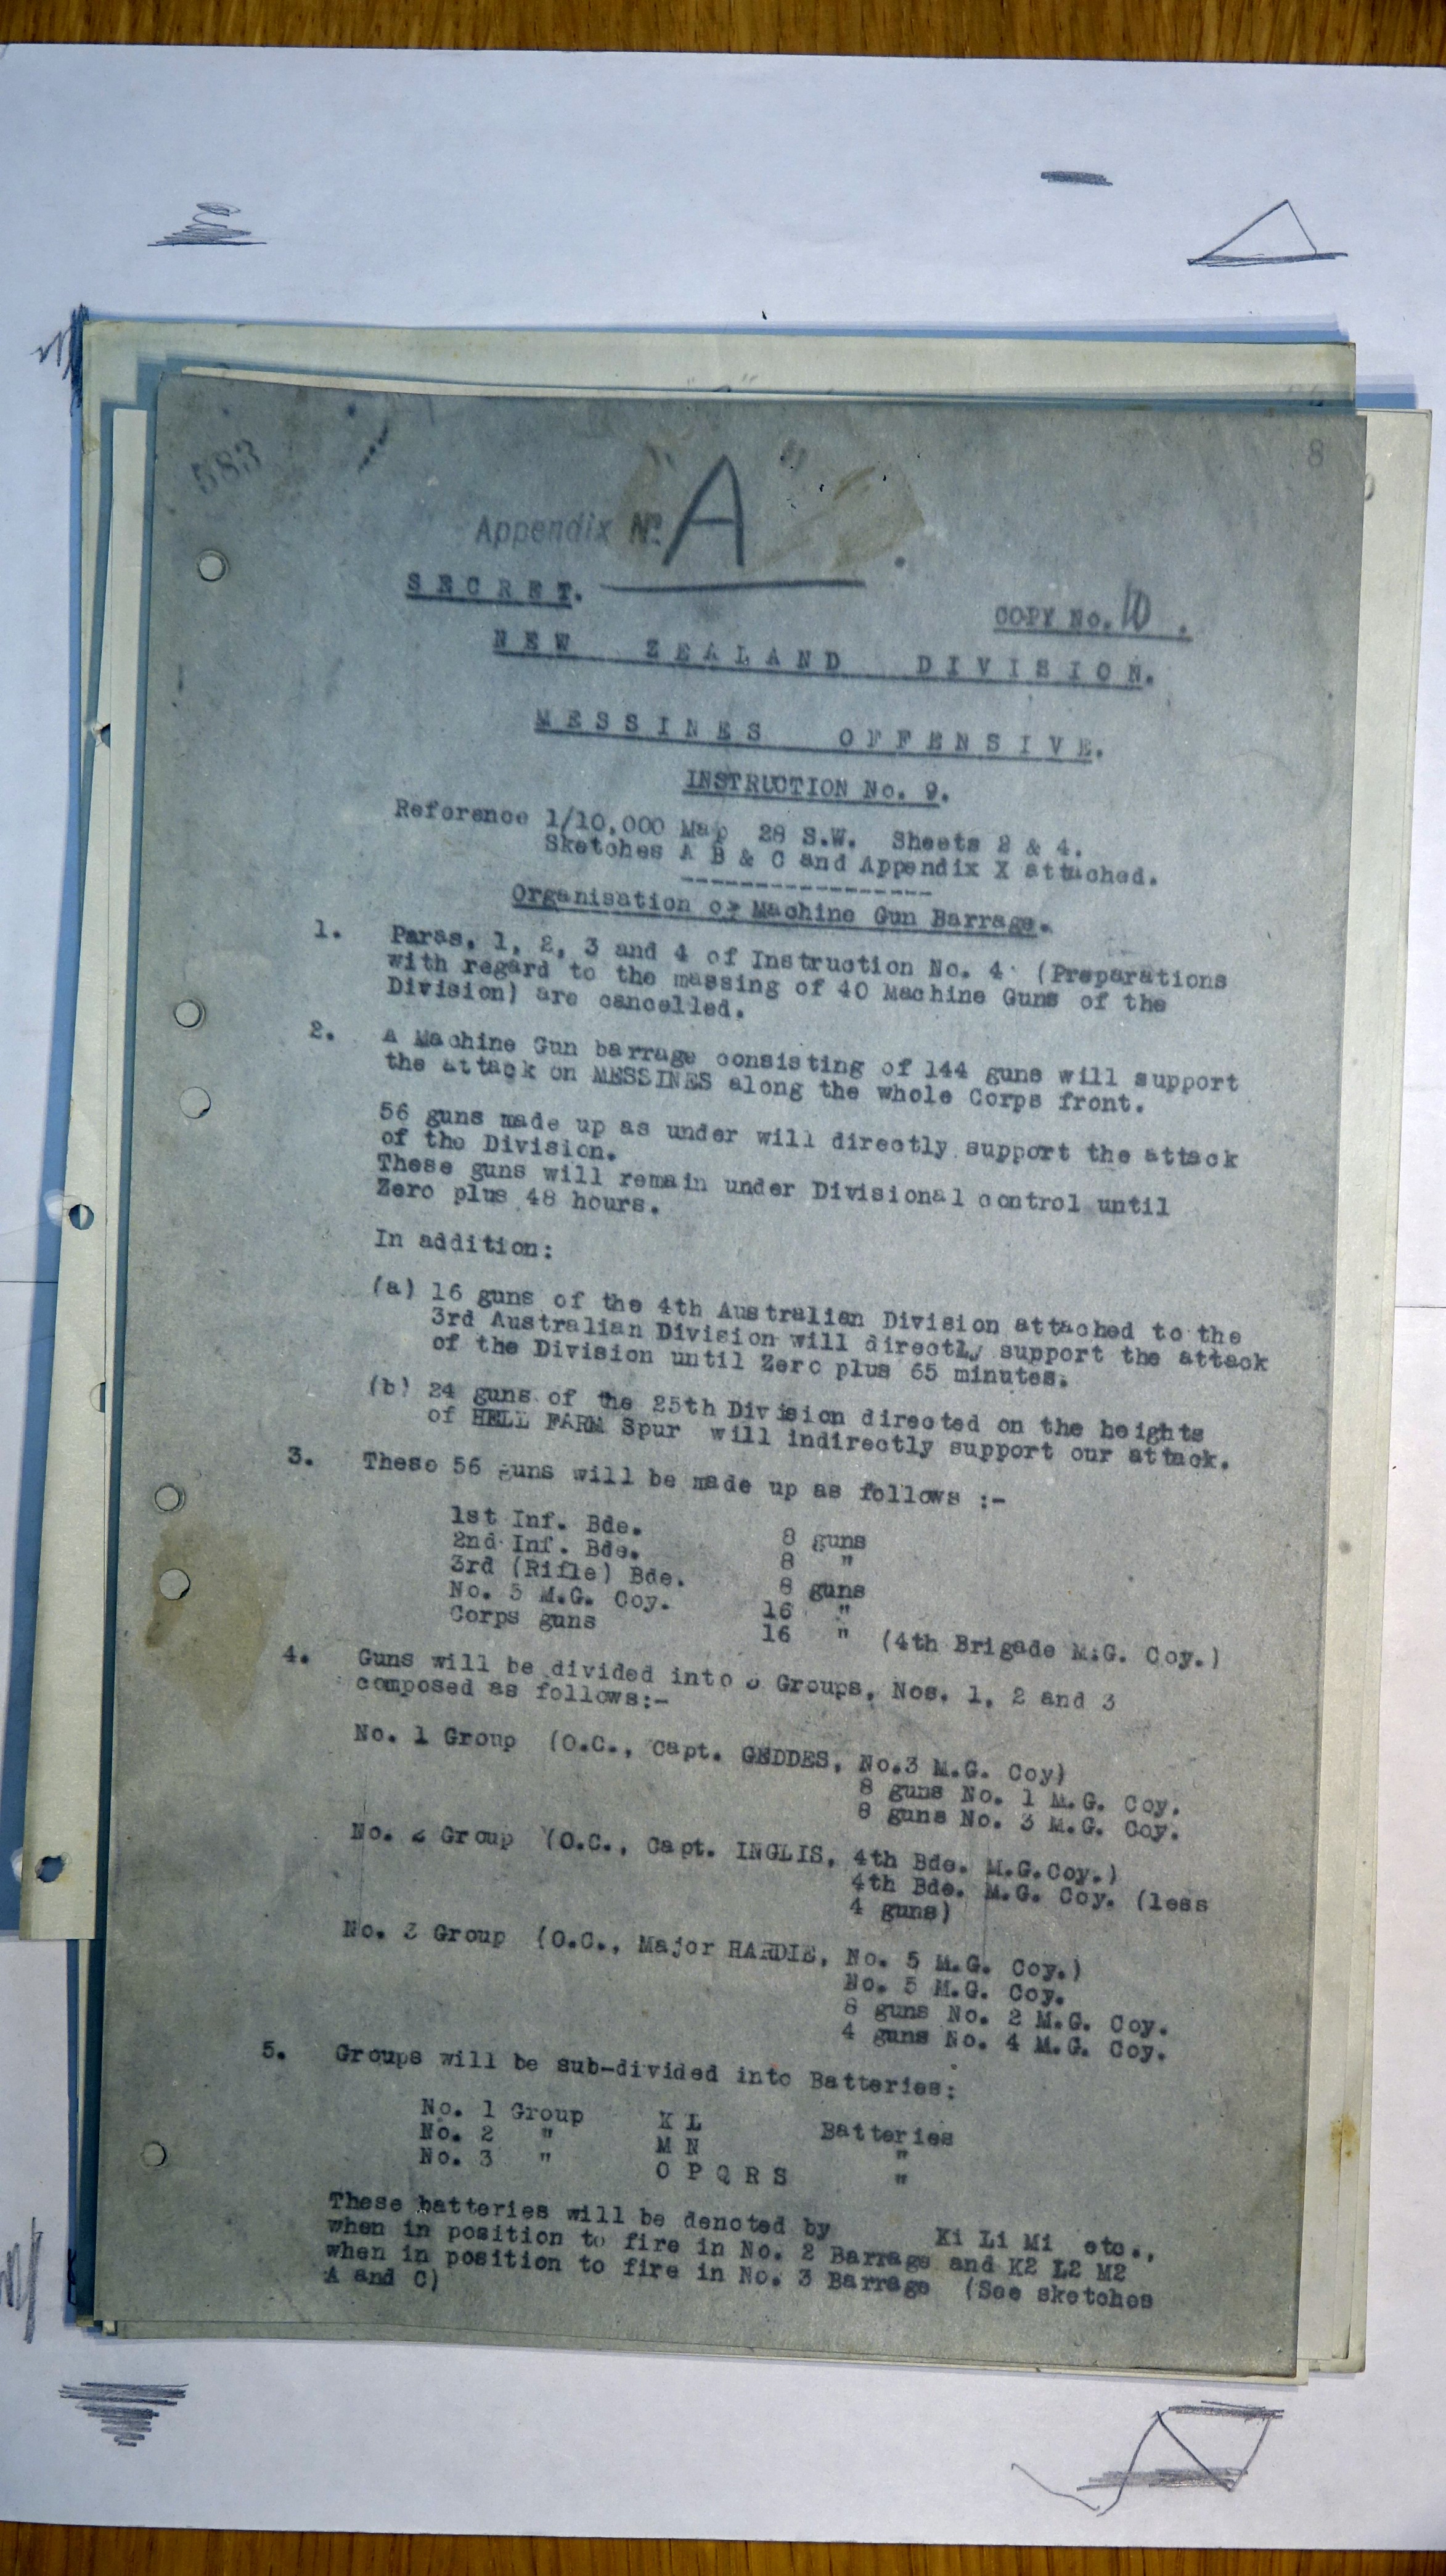 583
8
Appendix No. "A".
SECRET.
COPY No. 10.
NEW ZEALAND DIVISION.
MESSINES OFFENSIVE.
INSTRUCTION No. 9.
Reference 1/10,000 Map 28 S.W. Sheets 2 & 4.
Sketches A B & C and Appendix X attached.
-----------------
Organisation of Machine Gun Barrage.
1. Paras. 1, 2, 3 and 4 of Instruction No. 4 (Preparations
with regard to the massing of 40 Machine Guns of the
Division) are cancelled.
2. A Machine Gun barrage consisting of 144 guns will support
the attack on MESSINES along the whole Corps front.
56 guns made up as under will directly support the attack
of the Division.
These guns will remain under Divisional control until
Zero plus 48 hours.
In addition:
(a) 16 guns of the 4th Australian Division attached to the
3rd Australian Division will directly support the attack
of the Division until Zero plus 65 minutes.
(b) 24 guns of the 25th Division directed on the heights
of HELL FARM Spur will indirectly support our attack.
3. These 56 guns will be made up as follows :-
1st Inf. Bde. 8 guns
2nd Inf. Bde. 8 "
3rd (Rifle) Bde. 8 guns
No. 5 M.G. Coy. 16 "
Corps guns 16 " (4th Brigade M.G. Coy.)
4. Guns will be divided into 3 Groups, Nos. 1, 2 and 3
composed as follows:-
No. 1 Group (O.C., Capt. GEDDES, No.3 M.G. Coy)
8 guns No. 1 M.G. Coy.
8 guns No. 3 M.G. Coy.
No. 2 Group (O.C., Capt. INGLIS, 4th Bde. M.G.Coy.)
4th Bde. M.G. Coy. (less
4 guns)
No. 3 Group (O.C., Major HARDIE, No. 5 M.G. Coy.)
No. 5 M.G. Coy.
8 guns No. 2 M.G. Coy.
4 guns No. 4 M.G. Coy.
5. Groups will be sub-divided into Batteries:
No. 1 Group K L Batteries
No. 2 " M N "
No. 3 " O P Q R S "
These batteries will be denoted by Ki Li Mi etc.,
when in position to fire in No. 2 Barrage and K2 L2 M2
when in position to fire in No. 3 Barrage (See sketches
A and C)